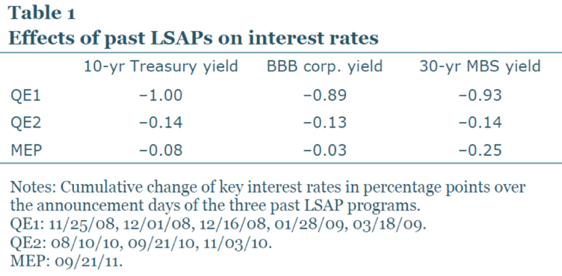 Table 1
Effects of past LSAPs on interest rates
10-yr Treasury yield BBB corp. yield 30-yr MBS yield
QE1 –1.00 –0.89 –0.93
QE2 –0.14 –0.13 –0.14
MEP –0.08 –0.03 –0.25
Notes: Cumulative change of key interest rates in percentage points over
the announcement days of the three past LSAP programs.
QE1: 11/25/08, 12/01/08, 12/16/08, 01/28/09, 03/18/09.
QE2: 08/10/10, 09/21/10, 11/03/10.
MEP: 09/21/11.